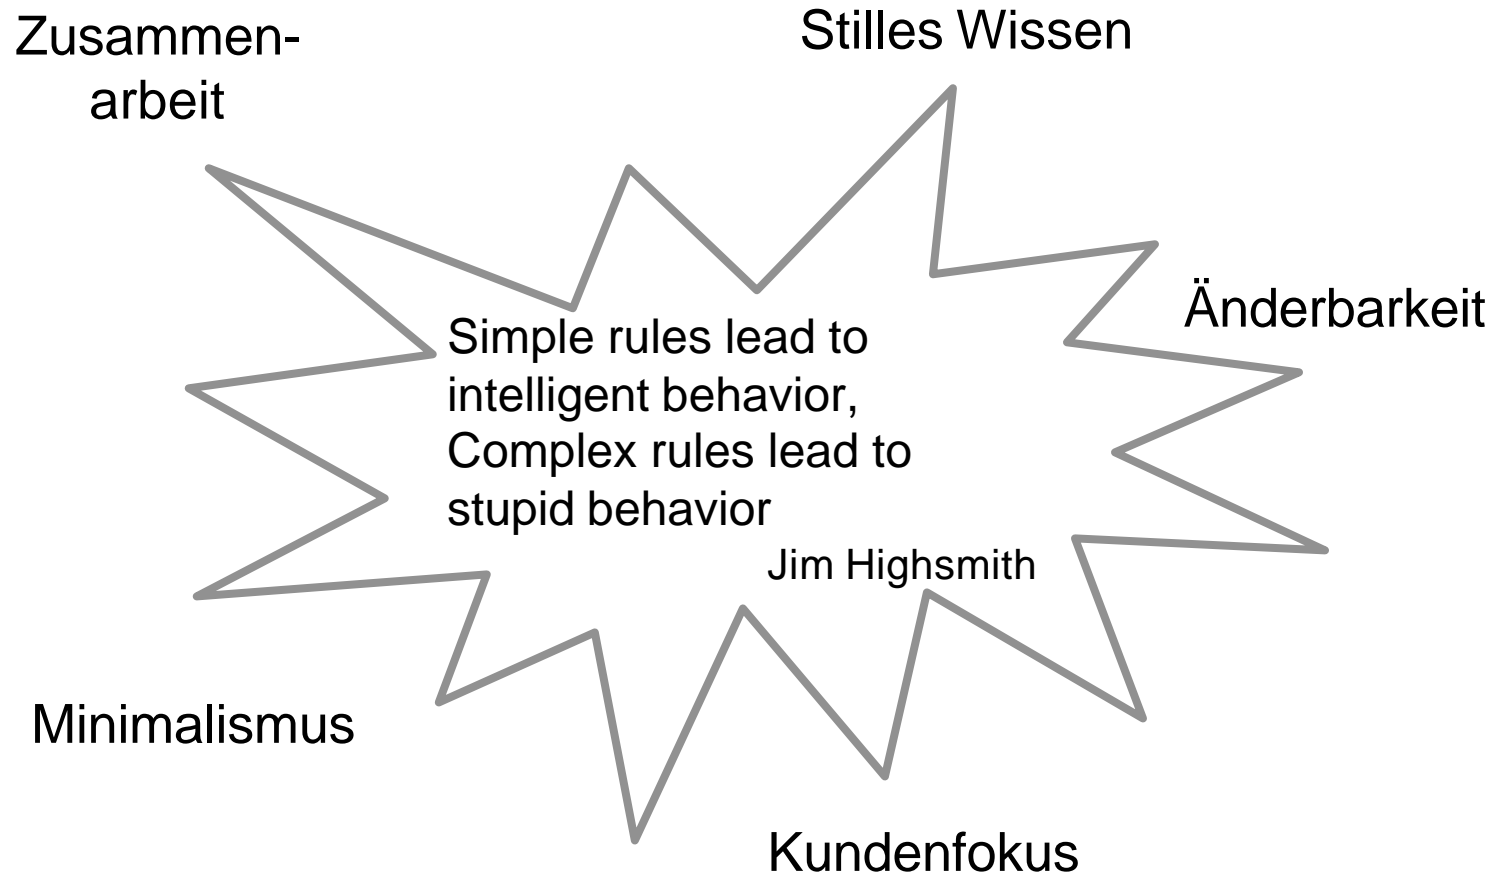 Zusammen-
arbeit
Stilles Wissen
Änderbarkeit
Simple rules lead to
intelligent behavior,
Complex rules lead to
stupid behavior
Jim Highsmith
Minimalismus
Kundenfokus